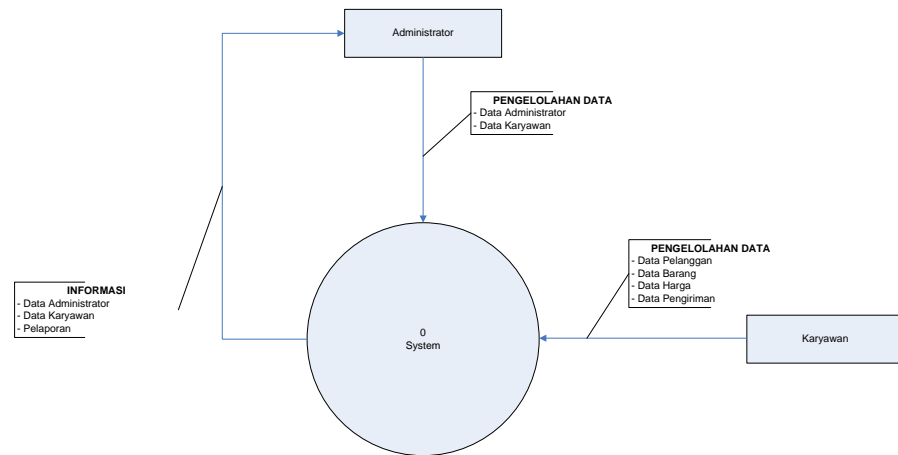 Administrator
PENGELOLAHAN DATA
- Data Administrator
- Data Karyawan
PENGELOLAHAN DATA
- Data Pelanggan
- Data Barang
- Data Harga
- Data Pengiriman
INFORMASI
- Data Administrator
- Data Karyawan
- Pelaporan
0
System
Karyawan